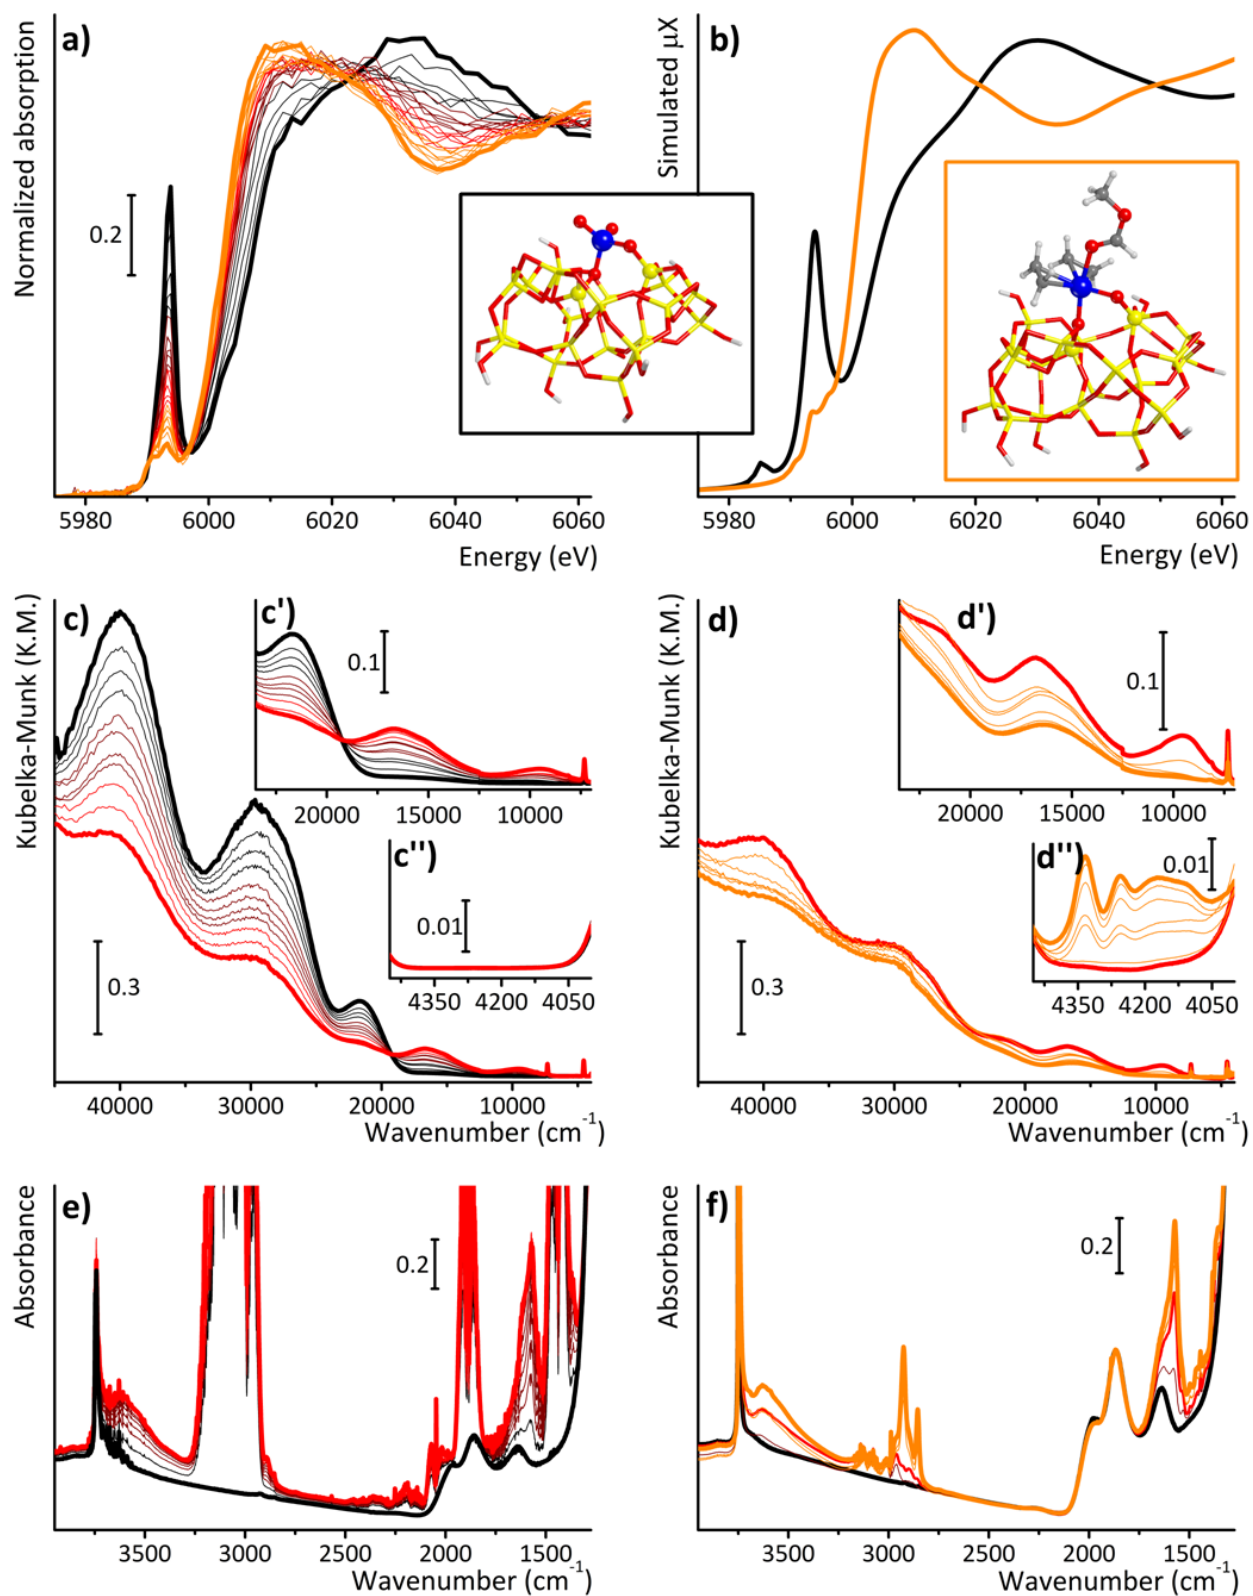 a)
Normalized absorption
0.2
5980 6000 6020 6040 6060
Energy (eV)
b)
Simulated µX
5980 6000 6020 6040 6060
Energy (eV)
c)
Kubelka-Munk (K.M.)
0.3
40000 30000 20000 10000
Wavenumber (cm-1)
c')
0.1
20000 15000 10000
c'')
0.01
4350 4200 4050
d)
Kubelka-Munk (K.M.)
0.3
40000 30000 20000 10000
Wavenumber (cm-1)
d')
0.1
20000 15000 10000
d'')
0.01
4350 4200 4050
e)
Absorbance
0.2
3500 3000 2500 2000 1500
Wavenumber (cm-1)
f)
Absorbance
0.2
3500 3000 2500 2000 1500
Wavenumber (cm-1)